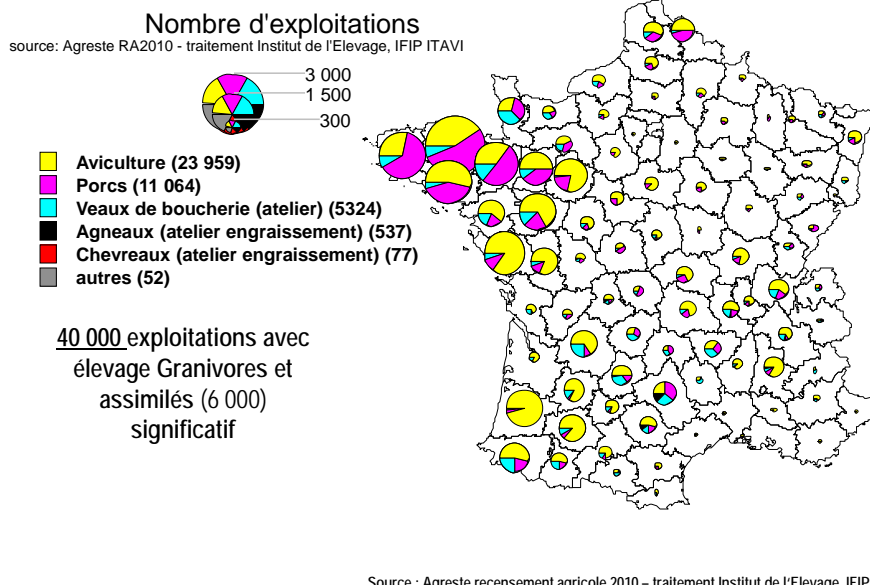 Nombre d'exploitations
source: Agreste RA2010 - traitement Institut de l'Elevage, IFIP ITAVI
3 000
1 500
300
Aviculture (23 959)
Porcs (11 064)
Veaux de boucherie (atelier) (5324)
Agneaux (atelier engraissement) (537)
Chevreaux (atelier engraissement) (77)
autres (52)
40 000 exploitations avec
élevage Granivores et
assimilés (6 000)
significatif
Source : Agreste recensement agricole 2010 – traitement Institut de l'Elevage, IFIP